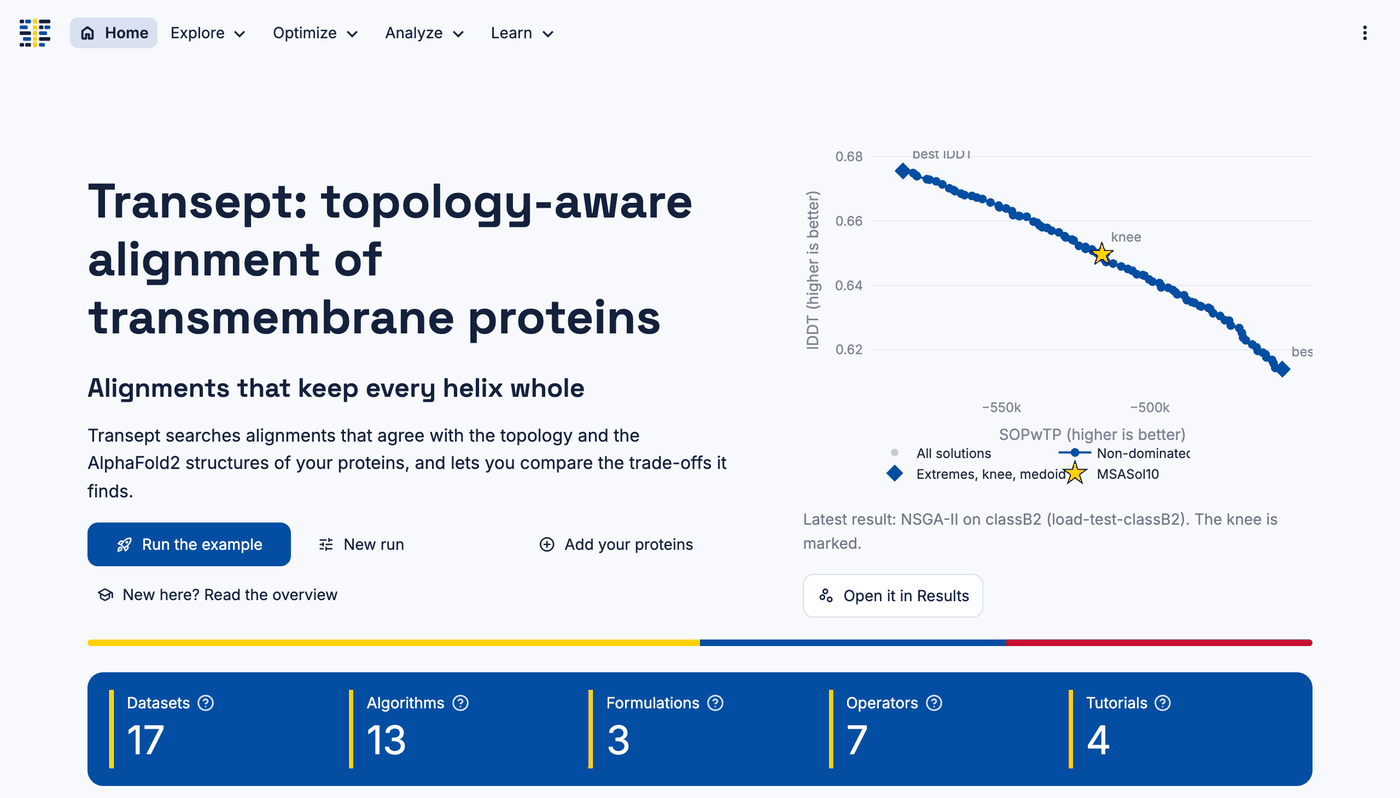 Home
Explore
Optimize
Analyze
Learn
Transept: topology-aware
alignment of
transmembrane proteins
Alignments that keep every helix whole
Transept searches alignments that agree with the topology and the
AlphaFold2 structures of your proteins, and lets you compare the trade-offs it
finds.
Run the example
New run
Add your proteins
New here? Read the overview
best lDDT
0.68
0.66
0.64
0.62
lDDT (higher is better)
knee
bes
−550k
−500k
SOPwTP (higher is better)
All solutions
Non-dominated
Extremes, knee, medoid
MSASol10
Latest result: NSGA-II on classB2 (load-test-classB2). The knee is
marked.
Open it in Results
Datasets
17
Algorithms
13
Formulations
3
Operators
7
Tutorials
4